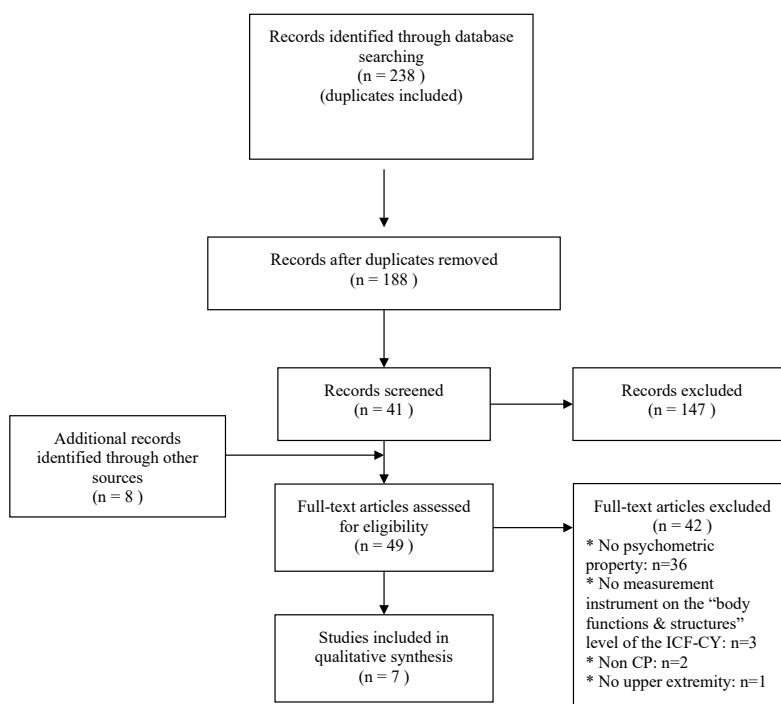 Records identified through database
searching
(n = 238 )
(duplicates included)
Records after duplicates removed
(n = 188 )
Records screened
(n = 41 )
Records excluded
(n = 147 )
Additional records
identified through other
sources
(n = 8 )
Full-text articles assessed
for eligibility
(n = 49 )
Full-text articles excluded
(n = 42 )
* No psychometric
property: n=36
* No measurement
instrument on the “body
functions & structures”
level of the ICF-CY: n=3
* Non CP: n=2
* No upper extremity: n=1
Studies included in
qualitative synthesis
(n = 7 )